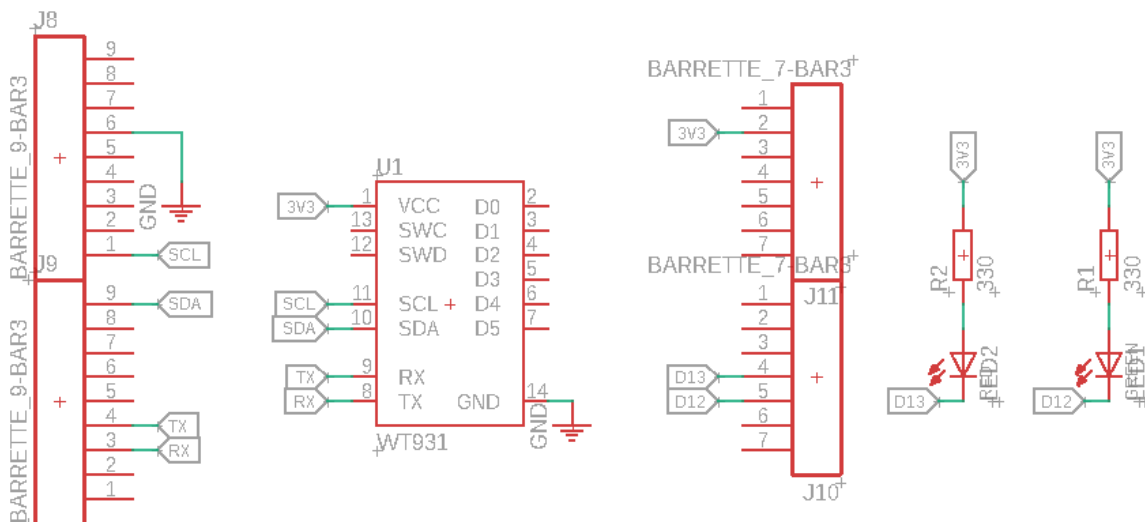 J8
BARRETTE_9-BAR3
9
8
7
6
5
4
3
2
1
GND
SCL
J9
BARRETTE_9-BAR3
9
8
7
6
5
4
3
2
1
SDA
TX
RX
U1
3V3
1 VCC
13 SWC
12 SWD
SCL
11 SCL
SDA
10 SDA
TX
9 RX
RX
8 TX
D0 2
D1 3
D2 4
D3 5
D4 6
D5 7
GND 14
GND
WT931
BARRETTE_7-BAR3
1
3V3
2
3
4
5
6
7
BARRETTE_7-BAR3
J11
1
2
3
D13
4
D12
5
6
7
J10
3V3
R2
330
LED2
RED
D13
3V3
R1
330
LED1
GREEN
D12